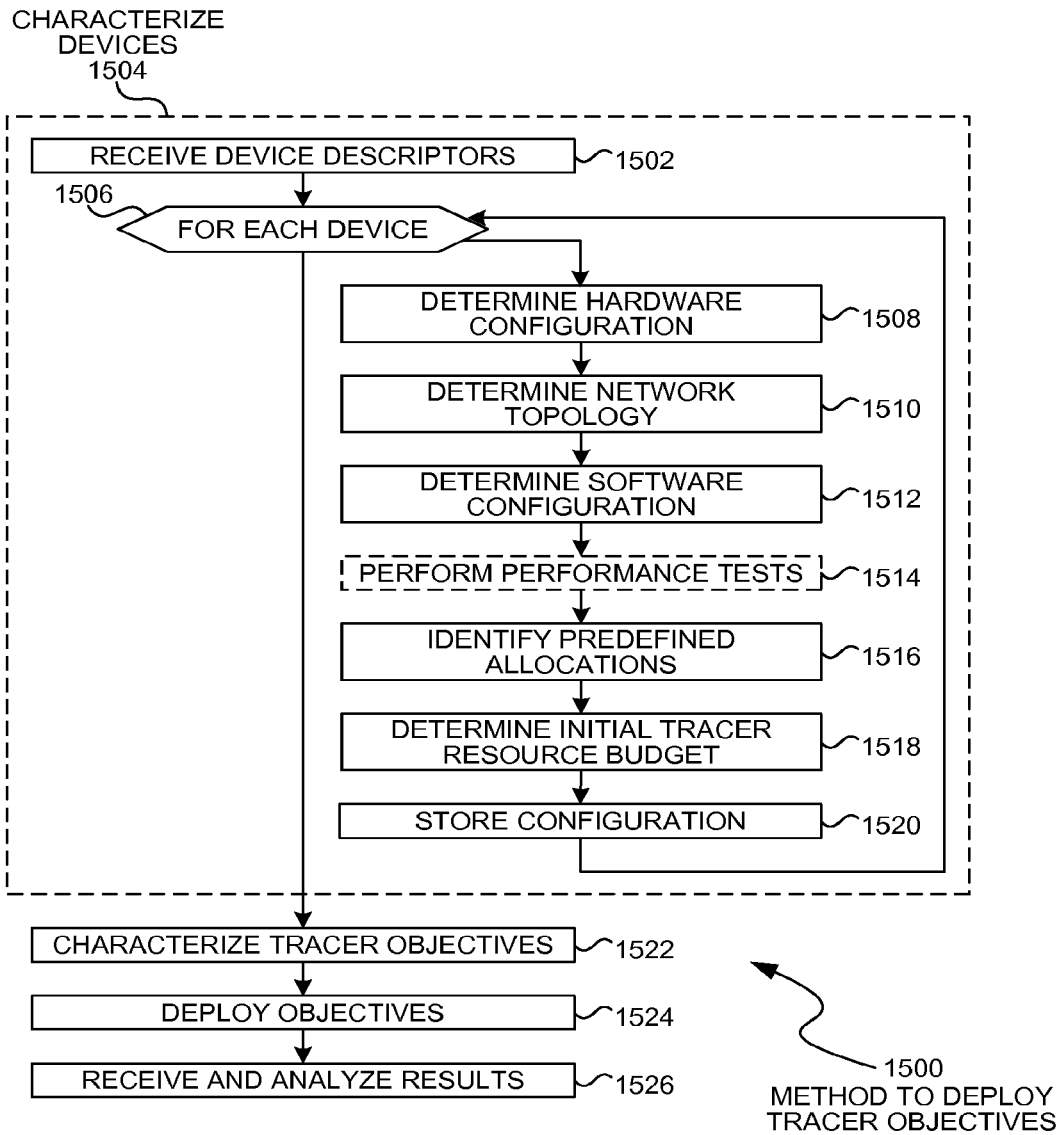 CHARACTERIZE
DEVICES
1504
RECEIVE DEVICE DESCRIPTORS
1502
1506
FOR EACH DEVICE
DETERMINE HARDWARE
CONFIGURATION
1508
DETERMINE NETWORK
TOPOLOGY
1510
DETERMINE SOFTWARE
CONFIGURATION
1512
PERFORM PERFORMANCE TESTS
1514
IDENTIFY PREDEFINED
ALLOCATIONS
1516
DETERMINE INITIAL TRACER
RESOURCE BUDGET
1518
STORE CONFIGURATION
1520
CHARACTERIZE TRACER OBJECTIVES
1522
DEPLOY OBJECTIVES
1524
RECEIVE AND ANALYZE RESULTS
1526
1500
METHOD TO DEPLOY
TRACER OBJECTIVES